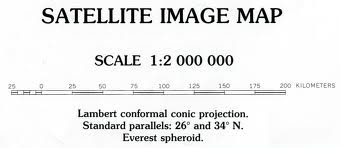 SATELLITE IMAGE MAP
SCALE 1:2 000 000
25 0 25 50 75 100 125 150 175 200 KILOMETERS
Lambert conformal conic projection.
Standard parallels: 26° and 34° N.
Everest spheroid.